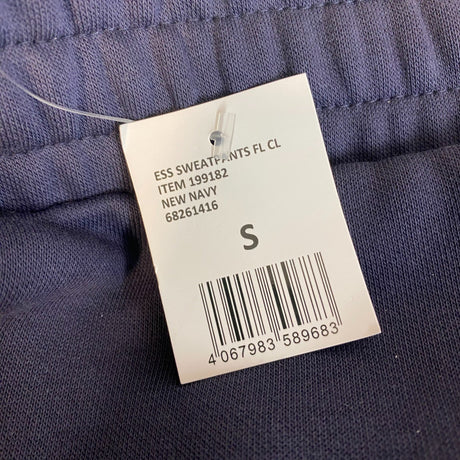 ESS SWEATPANTS FL CL
ITEM 199182
NEW NAVY
68261416
S
4 067983 589683